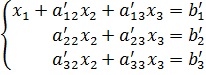 x₁ + a′₁₂x₂ + a′₁₃x₃ = b′₁
a′₂₂x₂ + a′₂₃x₃ = b′₂
a′₃₂x₂ + a′₃₃x₃ = b′₃